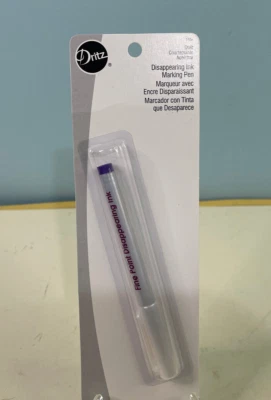 Dritz
®
Disappearing Ink
Marking Pen
Marqueur avec
Encre Disparaissant
Marcador con Tinta
que Desaparece
Fine Point Disappearing Ink